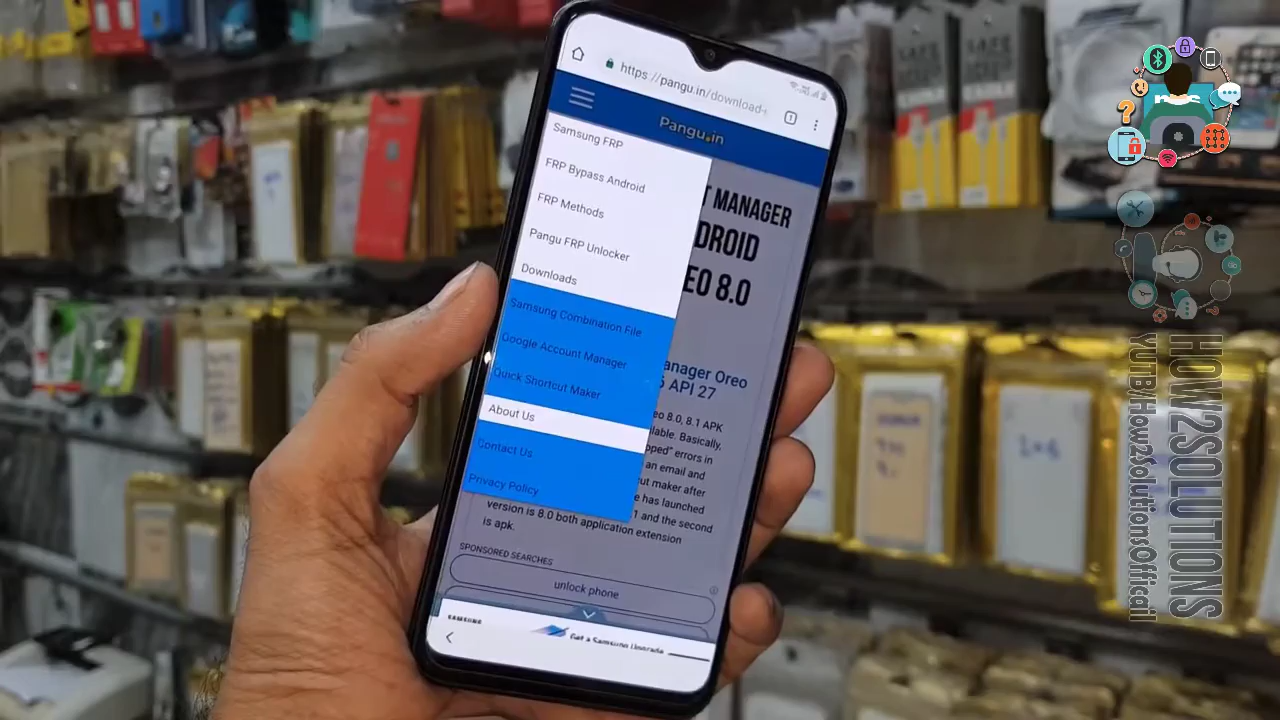 https://pangu.in/download
Pangu.in
Samsung FRP
FRP Bypass Android
FRP Methods
Pangu FRP Unlocker
Downloads
Samsung Combination File
Google Account Manager
Quick Shortcut Maker
About Us
Contact Us
Privacy Policy
T MANAGER
DROID
EO 8.0
anager Oreo
API 27
eo 8.0, 8.1 APK
lable. Basically,
pped" errors in
an email and
ut maker after
e has launched
1 and the second
version is 8.0 both application extension
is apk.
SPONSORED SEARCHES
unlock phone
SAMSUNG
Get a Samsung Upgrade
HOW2SOLUTIONS
YUTB/How2SolutionsOfficail